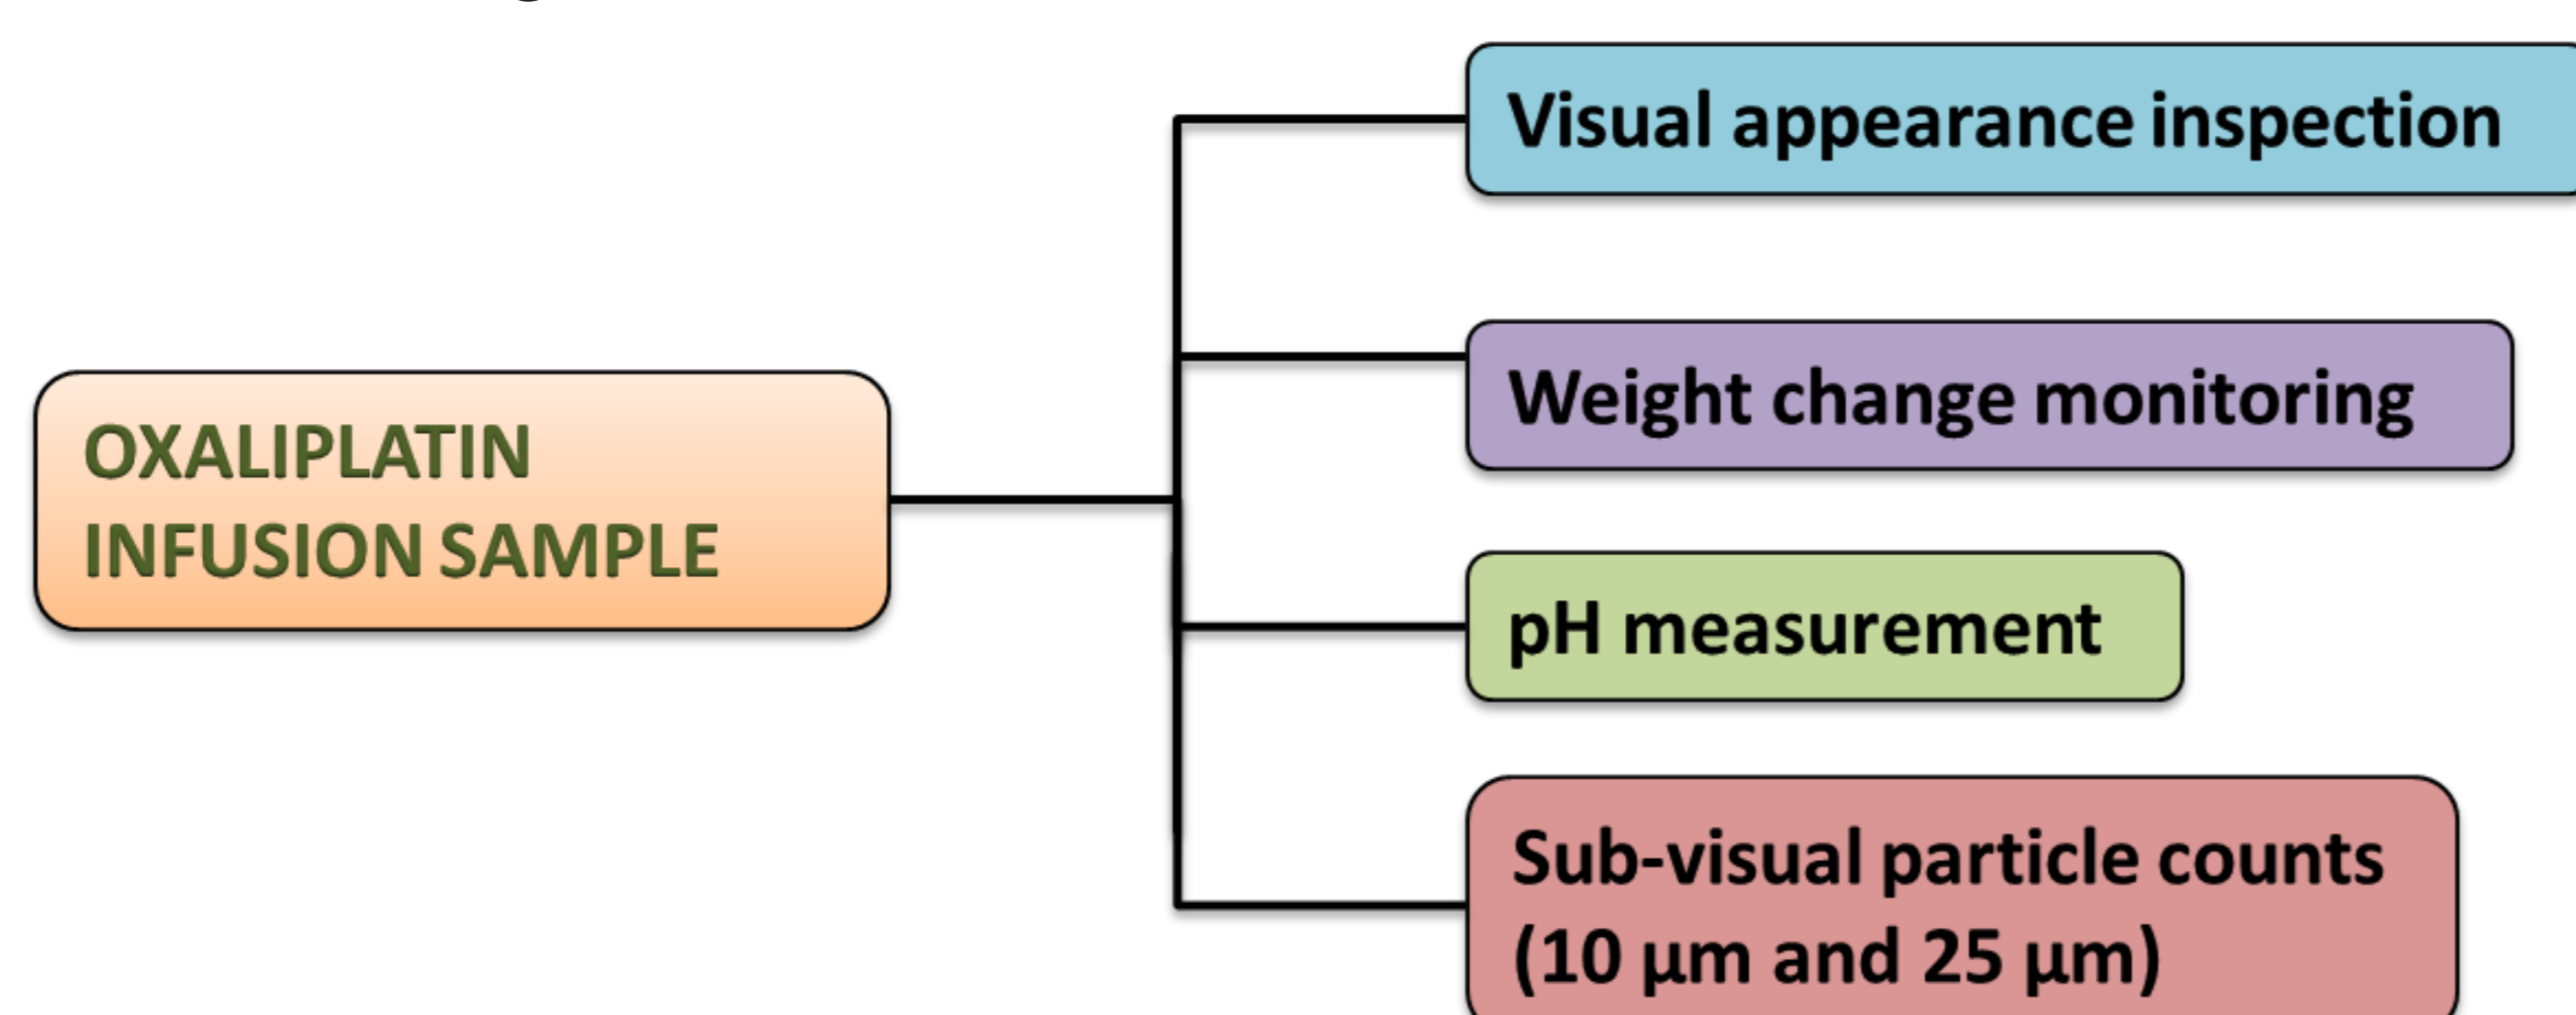 Visual appearance inspection
Weight change monitoring
OXALIPLATIN
INFUSION SAMPLE
pH measurement
Sub-visual particle counts
(10 µm and 25 µm)